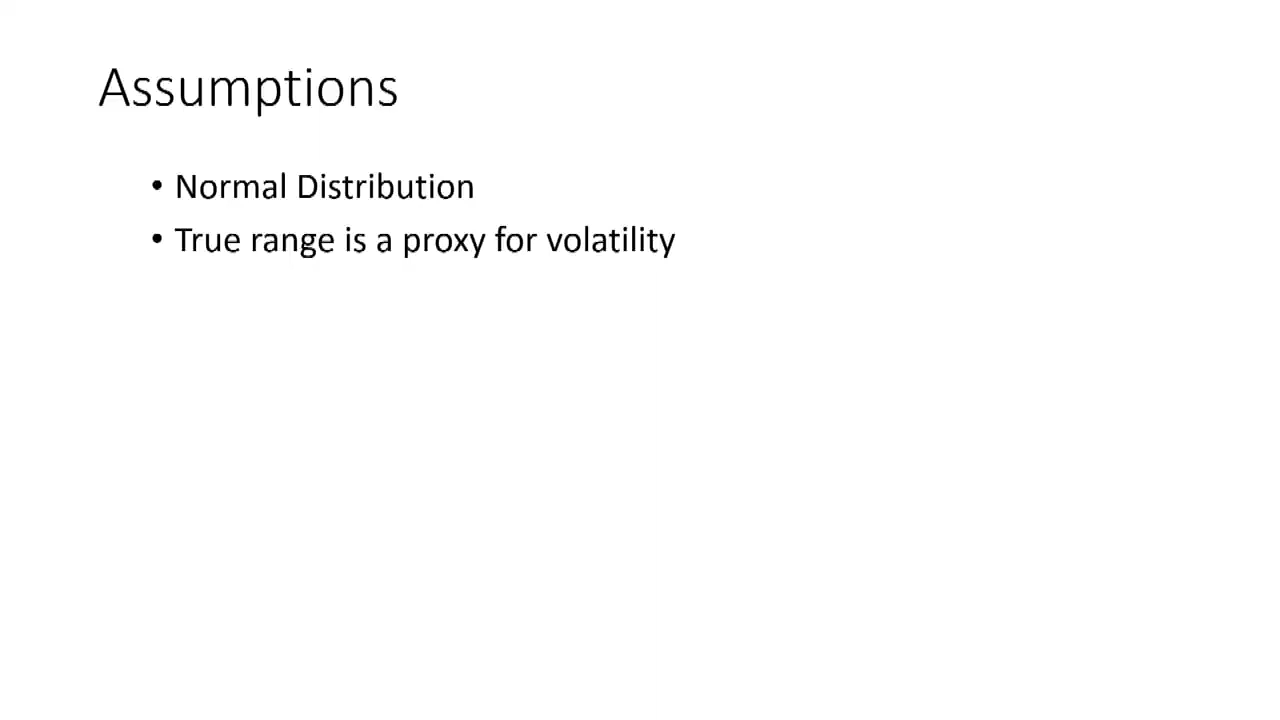 Assumptions
• Normal Distribution
• True range is a proxy for volatility